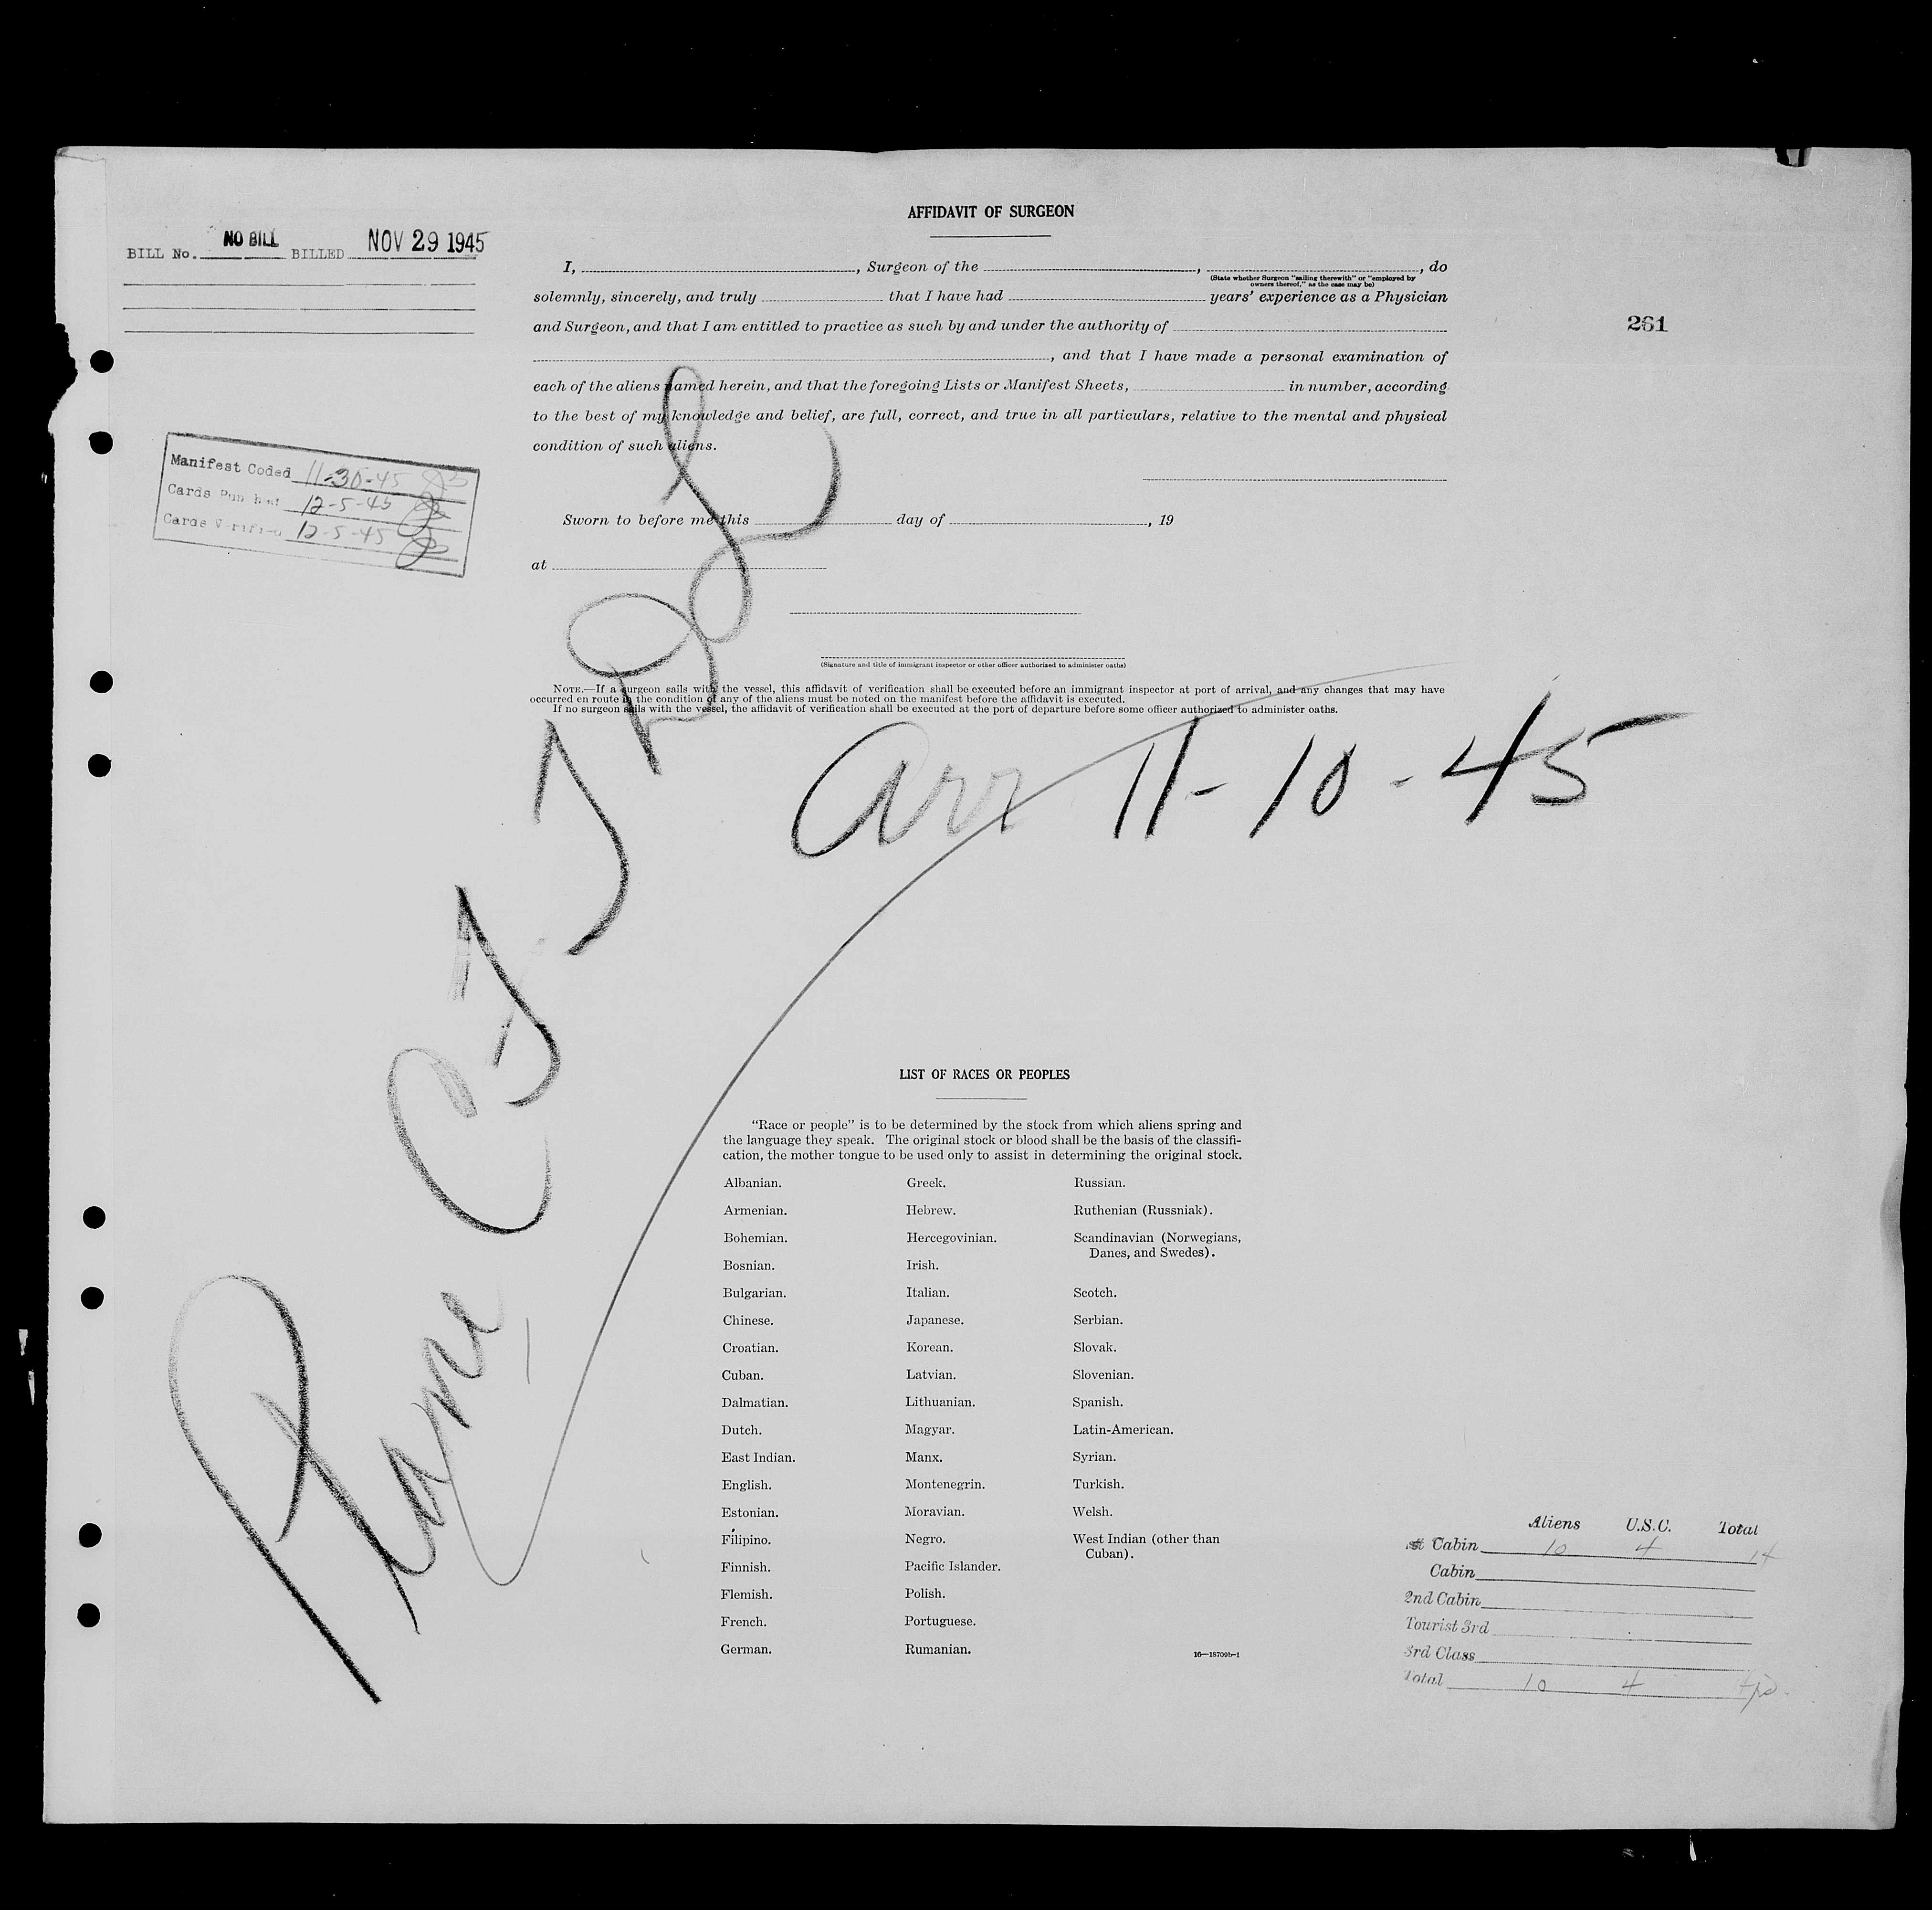 AFFIDAVIT OF SURGEON
BILL No. NO BILL BILLED NOV 29 1945
I, , Surgeon of the , , do
(State whether Surgeon "sailing therewith" or "employed by
owners thereof," as the case may be)
solemnly, sincerely, and truly that I have had years' experience as a Physician
and Surgeon, and that I am entitled to practice as such by and under the authority of
261
, and that I have made a personal examination of
each of the aliens named herein, and that the foregoing Lists or Manifest Sheets, in number, according
to the best of my knowledge and belief, are full, correct, and true in all particulars, relative to the mental and physical
condition of such aliens.
Manifest Coded 11-30-45
Cards 12-5-45
Cards 12-5-45
Sworn to before me this day of , 19
at
(Signature and title of immigrant inspector or other officer authorized to administer oaths)
NOTE.—If a surgeon sails with the vessel, this affidavit of verification shall be executed before an immigrant inspector at port of arrival, and any changes that may have
occurred en route in the condition of any of the aliens must be noted on the manifest before the affidavit is executed.
If no surgeon sails with the vessel, the affidavit of verification shall be executed at the port of departure before some officer authorized to administer oaths.
arr 11-10-45
Plane
LIST OF RACES OR PEOPLES
"Race or people" is to be determined by the stock from which aliens spring and
the language they speak. The original stock or blood shall be the basis of the classifi-
cation, the mother tongue to be used only to assist in determining the original stock.
Albanian. Greek. Russian.
Armenian. Hebrew. Ruthenian (Russniak).
Bohemian. Hercegovinian. Scandinavian (Norwegians,
Danes, and Swedes).
Bosnian. Irish.
Bulgarian. Italian. Scotch.
Chinese. Japanese. Serbian.
Croatian. Korean. Slovak.
Cuban. Latvian. Slovenian.
Dalmatian. Lithuanian. Spanish.
Dutch. Magyar. Latin-American.
East Indian. Manx. Syrian.
English. Montenegrin. Turkish.
Estonian. Moravian. Welsh.
Filipino. Negro. West Indian (other than
Cuban).
Finnish. Pacific Islander.
Flemish. Polish.
French. Portuguese.
German. Rumanian.
16—18709b-1
Aliens U.S.C. Total
Cabin 10 4 14
Cabin
2nd Cabin
Tourist 3rd
3rd Class
Total 10 4